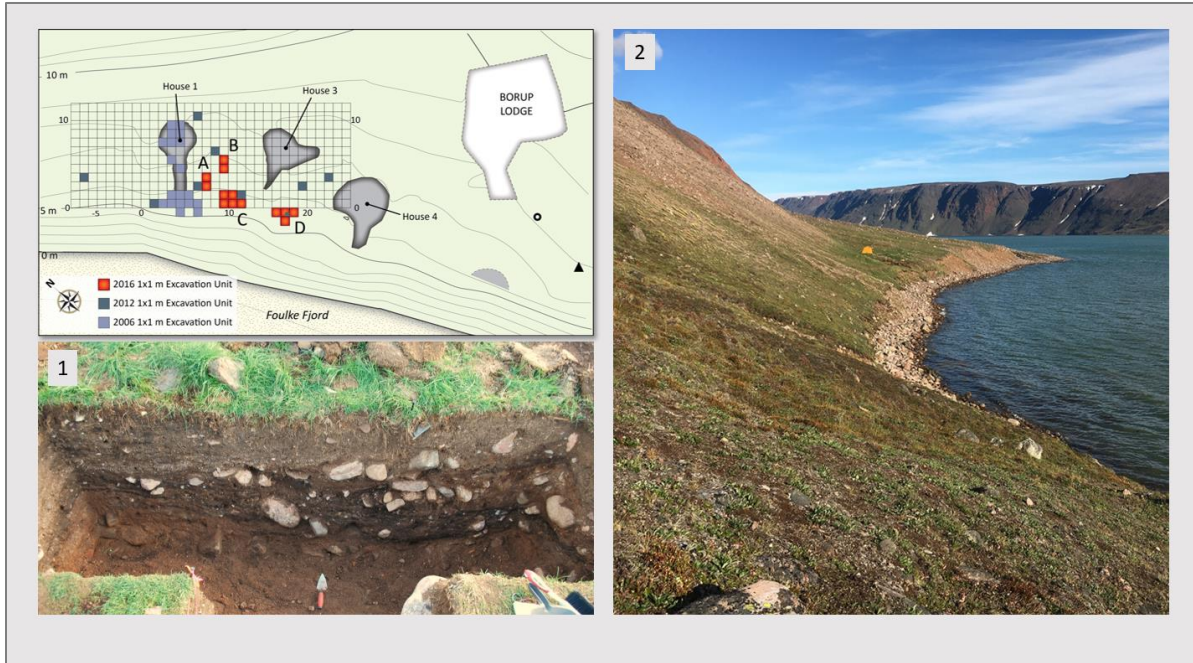 10 m
House 1
House 3
BORUP
LODGE
10
10
A
B
-0
-5
0
10
20
0
5 m
C
D
House 4
0 m
N
2016 1x1 m Excavation Unit
2012 1x1 m Excavation Unit
2006 1x1 m Excavation Unit
Foulke Fjord
1
2